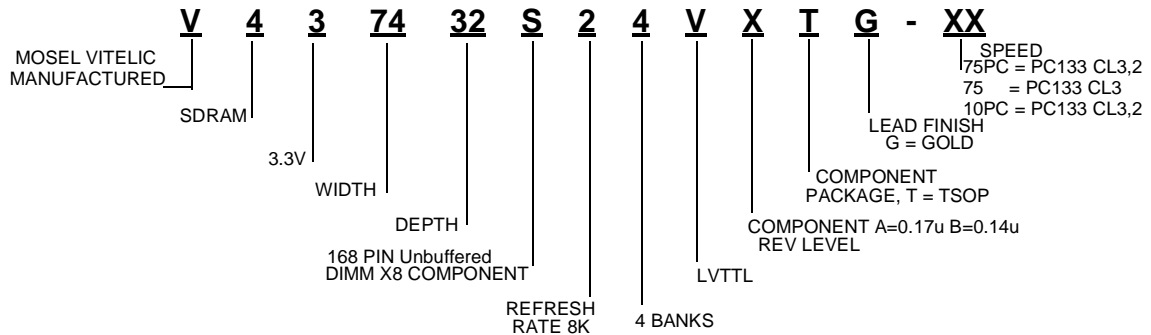 V 4 3 74 32 S 2 4 V X T G - XX
MOSEL VITELIC
MANUFACTURED
SDRAM
3.3V
WIDTH
DEPTH
168 PIN Unbuffered
DIMM X8 COMPONENT
REFRESH
RATE 8K
4 BANKS
LVTTL
COMPONENT A=0.17u B=0.14u
REV LEVEL
COMPONENT
PACKAGE, T = TSOP
LEAD FINISH
G = GOLD
SPEED
75PC = PC133 CL3,2
75 = PC133 CL3
10PC = PC133 CL3,2